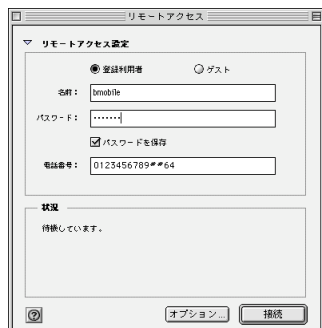 リモートアクセス
リモートアクセス設定
登録利用者 ゲスト
名前： bmobile
パスワード： •••••••
パスワードを保存
電話番号： 0123456789##64
状況
待機しています。
? オプション... 接続